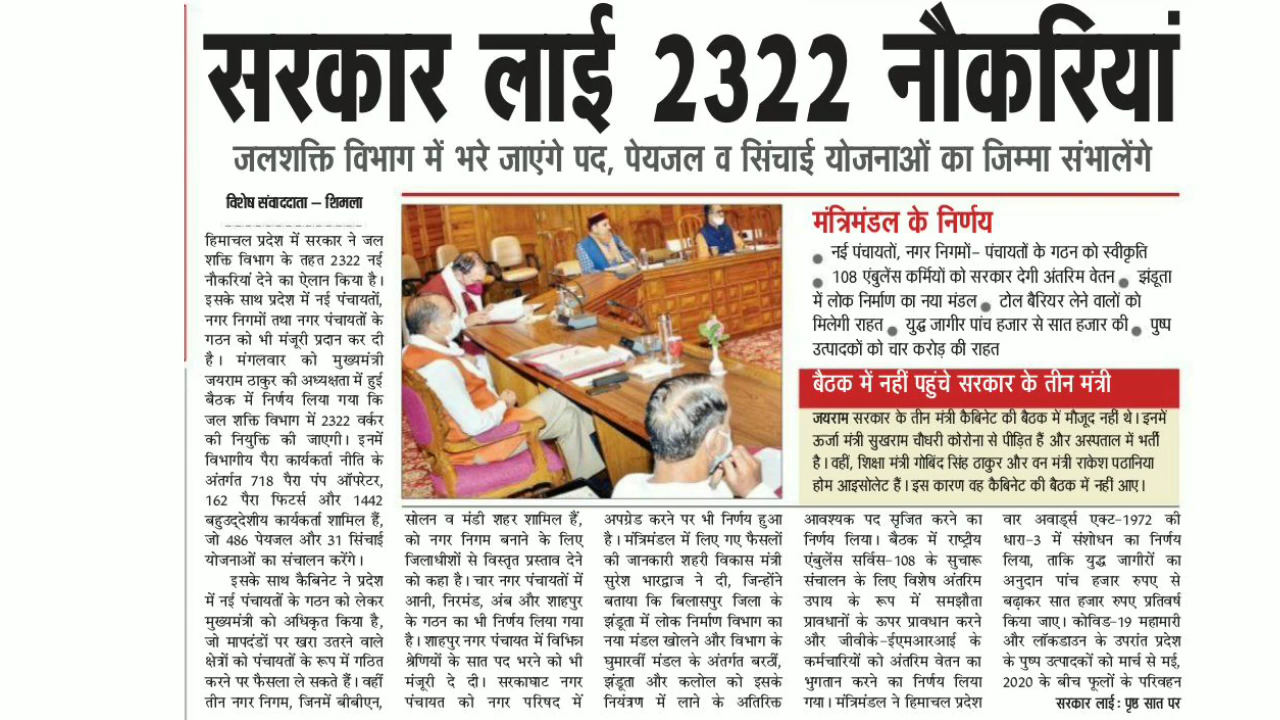 सरकार लाई 2322 नौकरियां
जलशक्ति विभाग में भरे जाएंगे पद, पेयजल व सिंचाई योजनाओं का जिम्मा संभालेंगे
विशेष संवाददाता – शिमला
हिमाचल प्रदेश में सरकार ने जल
शक्ति विभाग के तहत 2322 नई
नौकरियां देने का ऐलान किया है।
इसके साथ प्रदेश में नई पंचायतों,
नगर निगमों तथा नगर पंचायतों के
गठन को भी मंजूरी प्रदान कर दी
है। मंगलवार को मुख्यमंत्री
जयराम ठाकुर की अध्यक्षता में हुई
बैठक में निर्णय लिया गया कि
जल शक्ति विभाग में 2322 वर्कर
की नियुक्ति की जाएगी। इनमें
विभागीय पैरा कार्यकर्ता नीति के
अंतर्गत 718 पैरा पंप ऑपरेटर,
162 पैरा फिटर्स और 1442
बहुउद्देशीय कार्यकर्ता शामिल हैं,
जो 486 पेयजल और 31 सिंचाई
योजनाओं का संचालन करेंगे।
इसके साथ कैबिनेट ने प्रदेश
में नई पंचायतों के गठन को लेकर
मुख्यमंत्री को अधिकृत किया है,
जो मापदंडों पर खरा उतरने वाले
क्षेत्रों को पंचायतों के रूप में गठित
करने पर फैसला ले सकते हैं। वहीं
तीन नगर निगम, जिनमें बीबीएन,
मंत्रिमंडल के निर्णय
● नई पंचायतों, नगर निगमों– पंचायतों के गठन को स्वीकृति
● 108 एंबुलेंस कर्मियों को सरकार देगी अंतरिम वेतन ● झंडूता
में लोक निर्माण का नया मंडल ● टोल बैरियर लेने वालों को
मिलेगी राहत ● युद्ध जागीर पांच हजार से सात हजार की ● पुष्प
उत्पादकों को चार करोड़ की राहत
बैठक में नहीं पहुंचे सरकार के तीन मंत्री
जयराम सरकार के तीन मंत्री कैबिनेट की बैठक में मौजूद नहीं थे। इनमें
ऊर्जा मंत्री सुखराम चौधरी कोरोना से पीड़ित हैं और अस्पताल में भर्ती
है। वहीं, शिक्षा मंत्री गोबिंद सिंह ठाकुर और वन मंत्री राकेश पठानिया
होम आइसोलेट हैं। इस कारण वह कैबिनेट की बैठक में नहीं आए।
सोलन व मंडी शहर शामिल हैं,
को नगर निगम बनाने के लिए
जिलाधीशों से विस्तृत प्रस्ताव देने
को कहा है। चार नगर पंचायतों में
आनी, निरमंड, अंब और शाहपुर
के गठन का भी निर्णय लिया गया
है। शाहपुर नगर पंचायत में विभिन्न
श्रेणियों के सात पद भरने को भी
मंजूरी दे दी। सरकाघाट नगर
पंचायत को नगर परिषद में
अपग्रेड करने पर भी निर्णय हुआ
है। मंत्रिमंडल में लिए गए फैसलों
की जानकारी शहरी विकास मंत्री
सुरेश भारद्वाज ने दी, जिन्होंने
बताया कि बिलासपुर जिला के
झंडूता में लोक निर्माण विभाग का
नया मंडल खोलने और विभाग के
घुमारवीं मंडल के अंतर्गत बरठीं,
झंडूता और कलोल को इसके
नियंत्रण में लाने के अतिरिक्त
आवश्यक पद सृजित करने का
निर्णय लिया। बैठक में राष्ट्रीय
एंबुलेंस सर्विस–108 के सुचारू
संचालन के लिए विशेष अंतरिम
उपाय के रूप में समझौता
प्रावधानों के ऊपर प्रावधान करने
और जीवीके–ईएमआरआई के
कर्मचारियों को अंतरिम वेतन का
भुगतान करने का निर्णय लिया
गया। मंत्रिमंडल ने हिमाचल प्रदेश
वार अवार्ड्स एक्ट–1972 की
धारा–3 में संशोधन का निर्णय
लिया, ताकि युद्ध जागीरों का
अनुदान पांच हजार रुपए से
बढ़ाकर सात हजार रुपए प्रतिवर्ष
किया जाए। कोविड–19 महामारी
और लॉकडाउन के उपरांत प्रदेश
के पुष्प उत्पादकों को मार्च से मई,
2020 के बीच फूलों के परिवहन
सरकार लाई : पृष्ठ सात पर